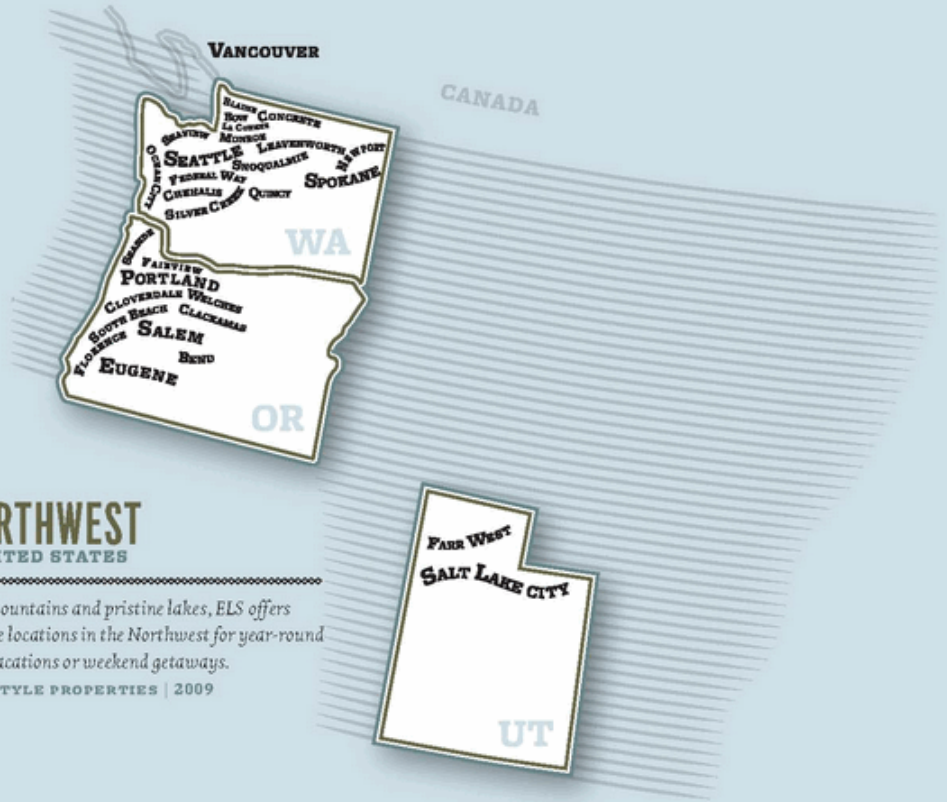 VANCOUVER
CANADA
BLAINE
BOW CONCRETE
LA CONNER
SEAVIEW MONROE
SEATTLE LEAVENWORTH NEWPORT
SNOQUALMIE
OCEAN CITY FEDERAL WAY SPOKANE
CHEHALIS QUINCY
SILVER CREEK
WA
SEASIDE
FAIRVIEW
PORTLAND
CLOVERDALE WELCHES
SOUTH BEACH CLACKAMAS
FLORENCE SALEM
BEND
EUGENE
OR
RTHWEST
ITED STATES
ountains and pristine lakes, ELS offers
e locations in the Northwest for year-round
acations or weekend getaways.
TYLE PROPERTIES | 2009
FARR WEST
SALT LAKE CITY
UT